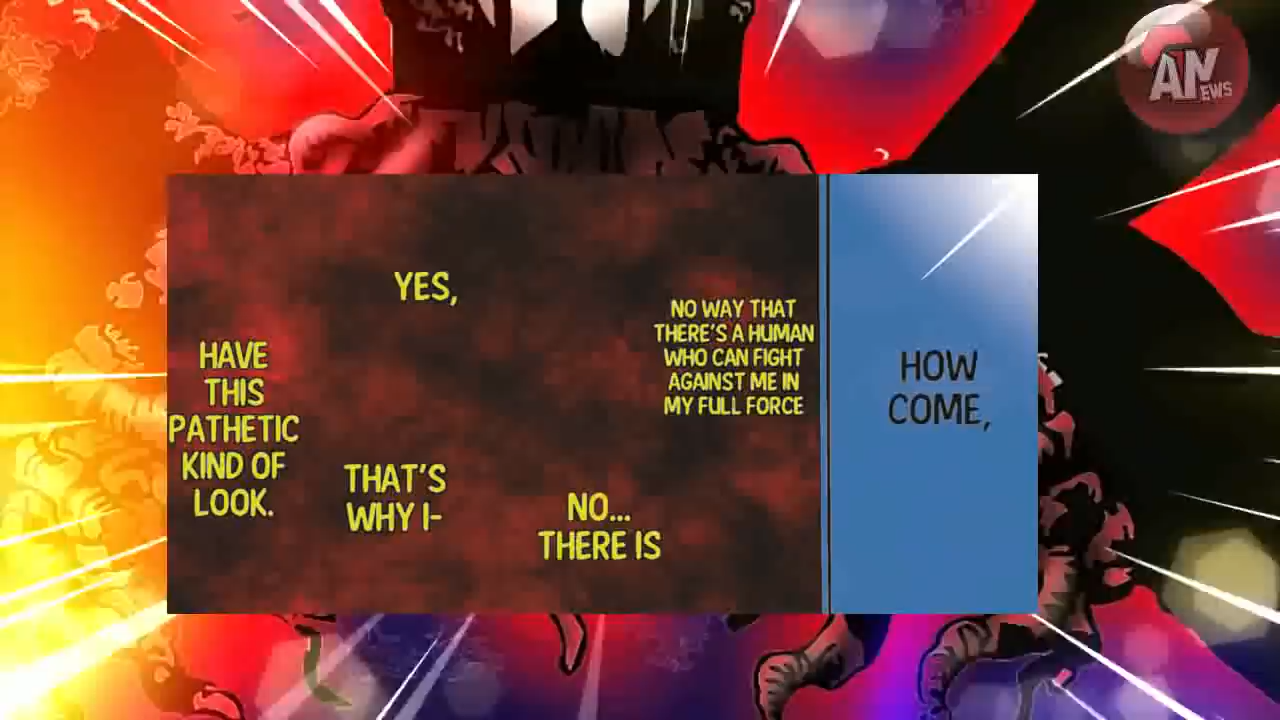 AN
EWS
HOW
COME,
NO WAY THAT
THERE'S A HUMAN
WHO CAN FIGHT
AGAINST ME IN
MY FULL FORCE
NO...
THERE IS
YES,
THAT'S
WHY I-
HAVE
THIS
PATHETIC
KIND OF
LOOK.